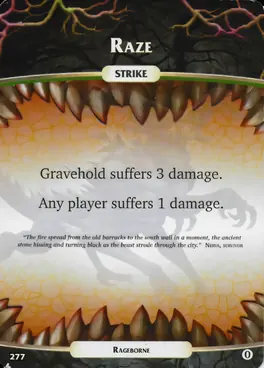 RAZE
STRIKE
Gravehold suffers 3 damage.
Any player suffers 1 damage.
"The fire spread from the old barracks to the south wall in a moment, the ancient
stone hissing and turning black as the beast strode through the city." NERVA, SURVIVOR
RAGEBORNE
277
0